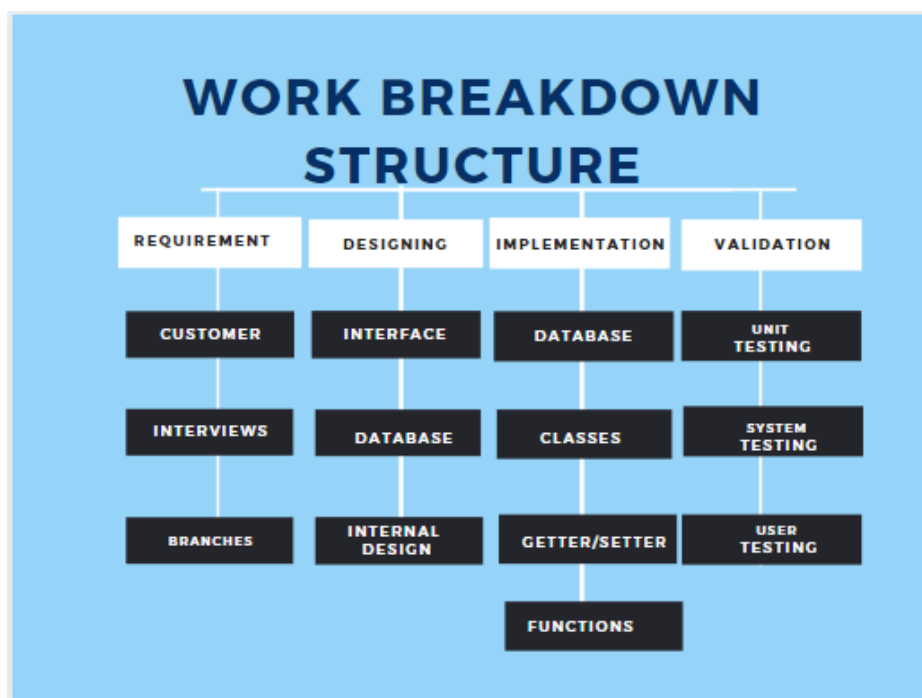 WORK BREAKDOWN
STRUCTURE
REQUIREMENT
DESIGNING
IMPLEMENTATION
VALIDATION
CUSTOMER
INTERFACE
DATABASE
UNIT
TESTING
INTERVIEWS
DATABASE
CLASSES
SYSTEM
TESTING
BRANCHES
INTERNAL
DESIGN
GETTER/SETTER
USER
TESTING
FUNCTIONS